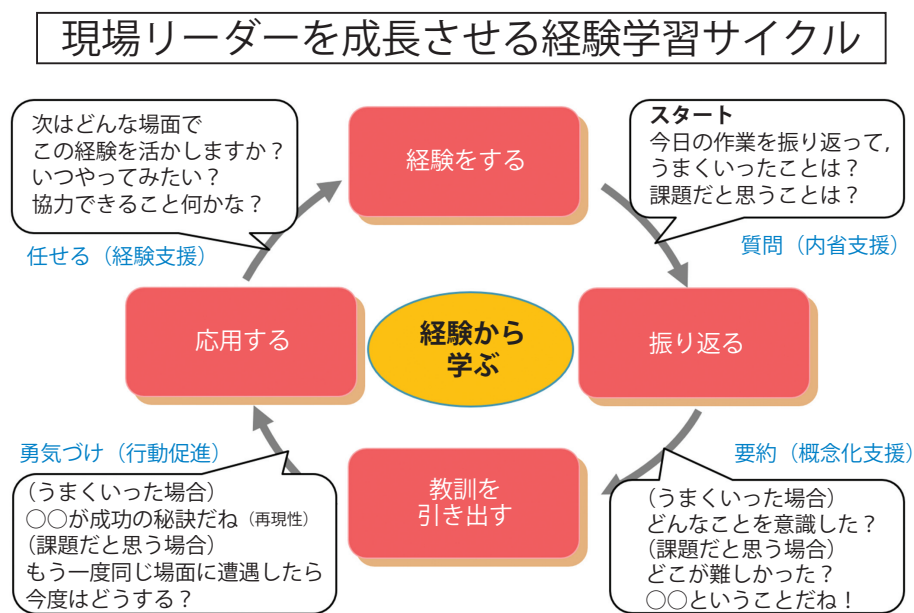 現場リーダーを成長させる経験学習サイクル
経験をする
スタート
今日の作業を振り返って，
うまくいったことは？
課題だと思うことは？
質問（内省支援）
振り返る
要約（概念化支援）
（うまくいった場合）
どんなことを意識した？
（課題だと思う場合）
どこが難しかった？
○○ということだね！
教訓を
引き出す
勇気づけ（行動促進）
（うまくいった場合）
○○が成功の秘訣だね（再現性）
（課題だと思う場合）
もう一度同じ場面に遭遇したら
今度はどうする？
応用する
次はどんな場面で
この経験を活かしますか？
いつやってみたい？
協力できること何かな？
任せる（経験支援）
経験から
学ぶ